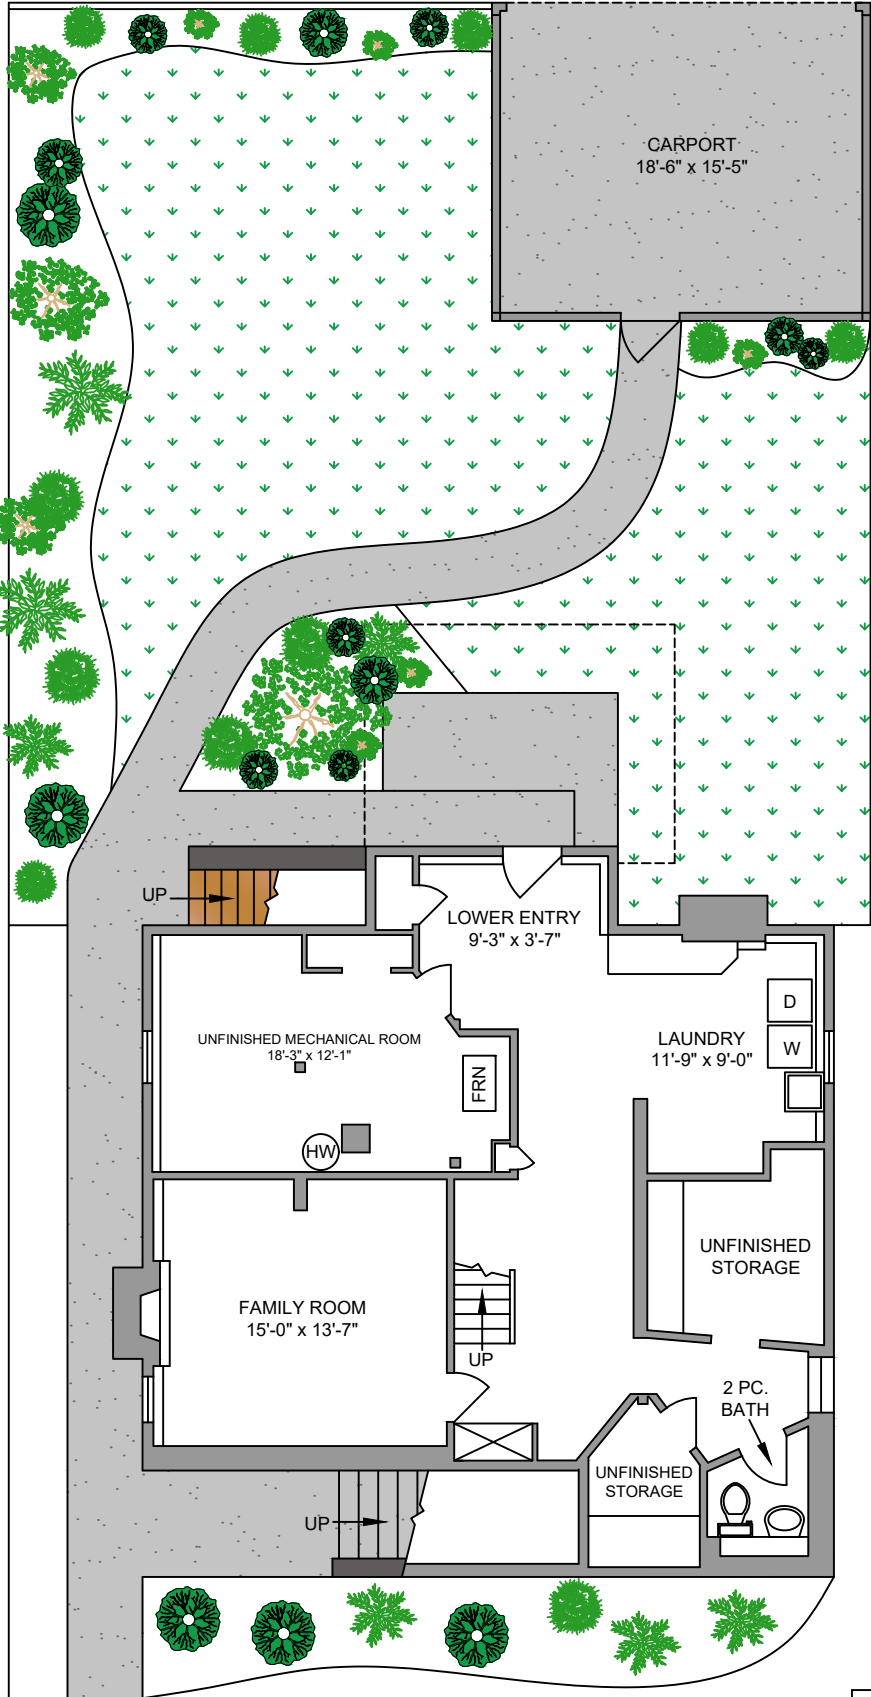 CARPORT
18'-6" x 15'-5"
UP
LOWER ENTRY
9'-3" x 3'-7"
D
W
LAUNDRY
11'-9" x 9'-0"
UNFINISHED MECHANICAL ROOM
18'-3" x 12'-1"
FRN
HW
UNFINISHED
STORAGE
FAMILY ROOM
15'-0" x 13'-7"
UP
2 PC.
BATH
UNFINISHED
STORAGE
UP